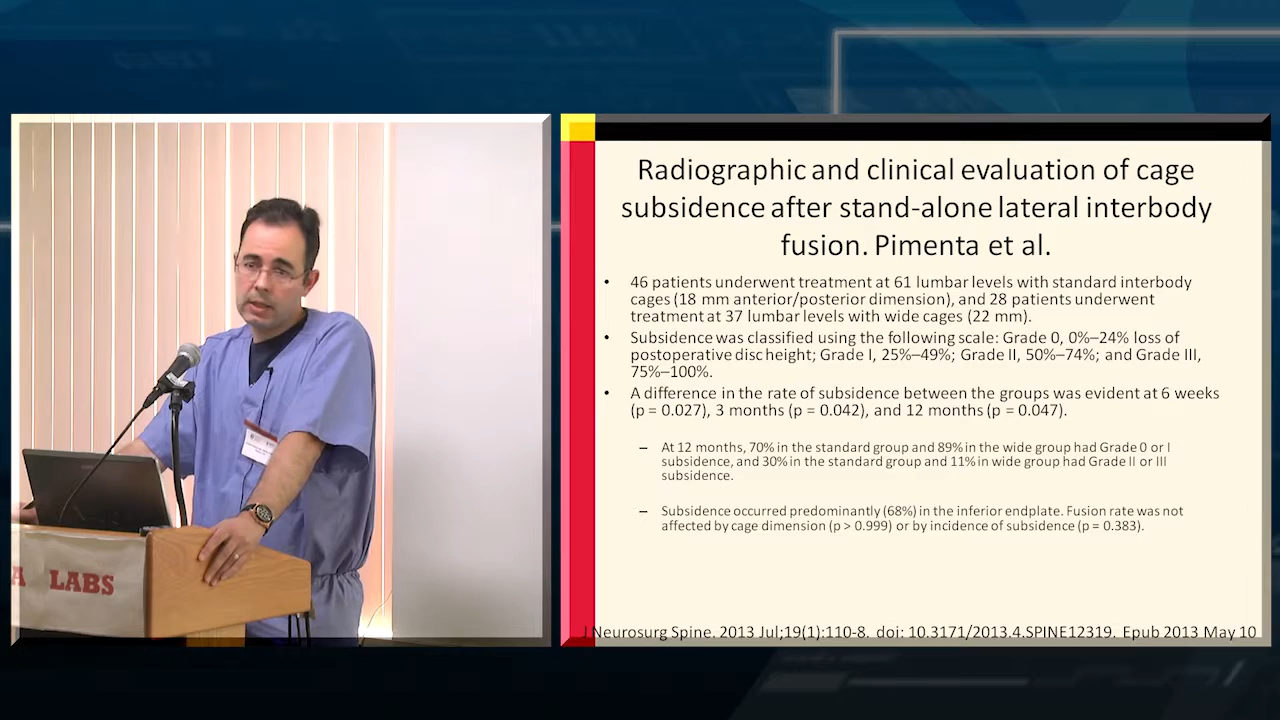 Radiographic and clinical evaluation of cage
subsidence after stand-alone lateral interbody
fusion. Pimenta et al.
• 46 patients underwent treatment at 61 lumbar levels with standard interbody
cages (18 mm anterior/posterior dimension), and 28 patients underwent
treatment at 37 lumbar levels with wide cages (22 mm).
• Subsidence was classified using the following scale: Grade 0, 0%–24% loss of
postoperative disc height; Grade I, 25%–49%; Grade II, 50%–74%; and Grade III,
75%–100%.
• A difference in the rate of subsidence between the groups was evident at 6 weeks
(p = 0.027), 3 months (p = 0.042), and 12 months (p = 0.047).
– At 12 months, 70% in the standard group and 89% in the wide group had Grade 0 or I
subsidence, and 30% in the standard group and 11% in wide group had Grade II or III
subsidence.
– Subsidence occurred predominantly (68%) in the inferior endplate. Fusion rate was not
affected by cage dimension (p > 0.999) or by incidence of subsidence (p = 0.383).
J Neurosurg Spine. 2013 Jul;19(1):110-8. doi: 10.3171/2013.4.SPINE12319. Epub 2013 May 10
A LABS